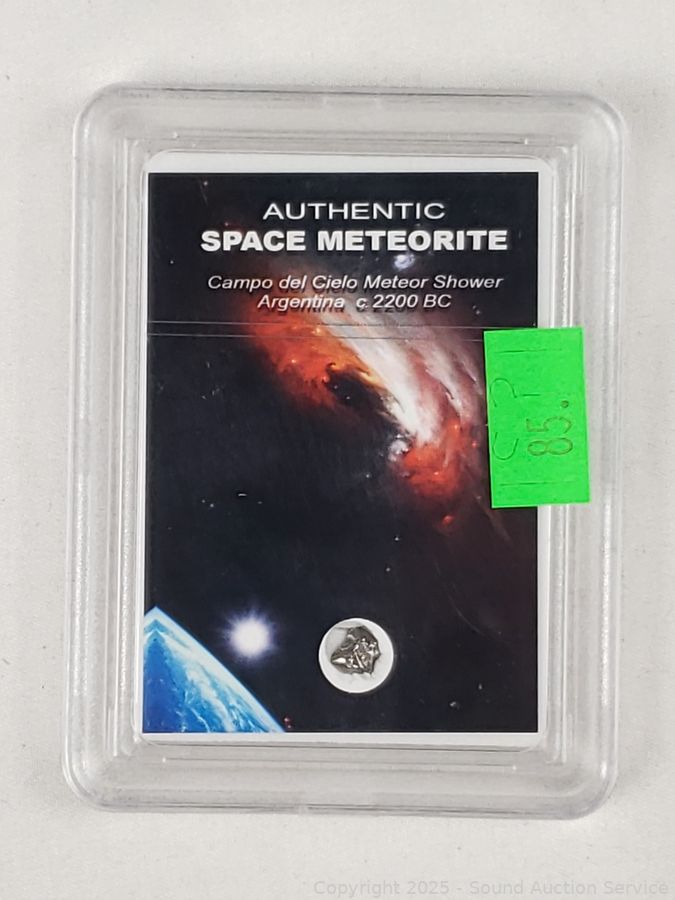 AUTHENTIC
SPACE METEORITE
Campo del Cielo Meteor Shower
Argentina c 2200 BC
85.
Copyright 2025 - Sound Auction Service